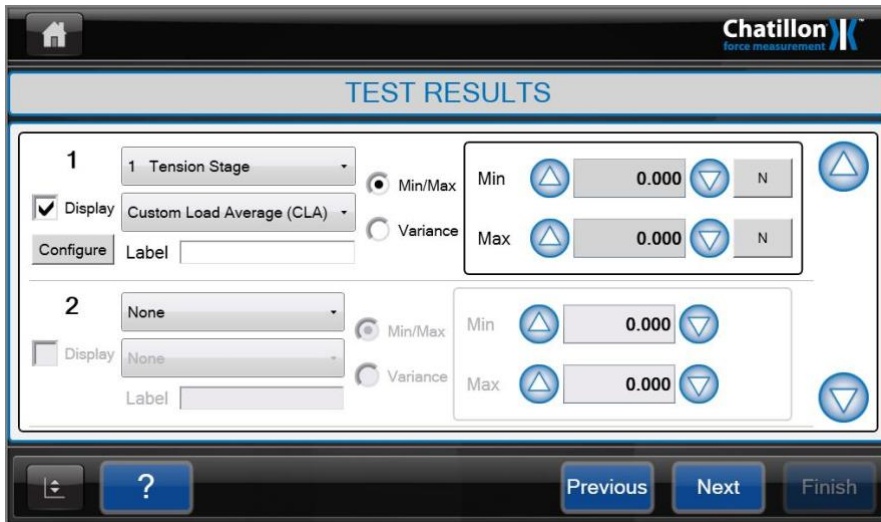 Chatillon™
force measurement
TEST RESULTS
1
1 Tension Stage
Display
Custom Load Average (CLA)
Configure
Label
Min/Max
Variance
Min 0.000 N
Max 0.000 N
2
None
Display
None
Label
Min/Max
Variance
Min 0.000
Max 0.000
?
Previous
Next
Finish